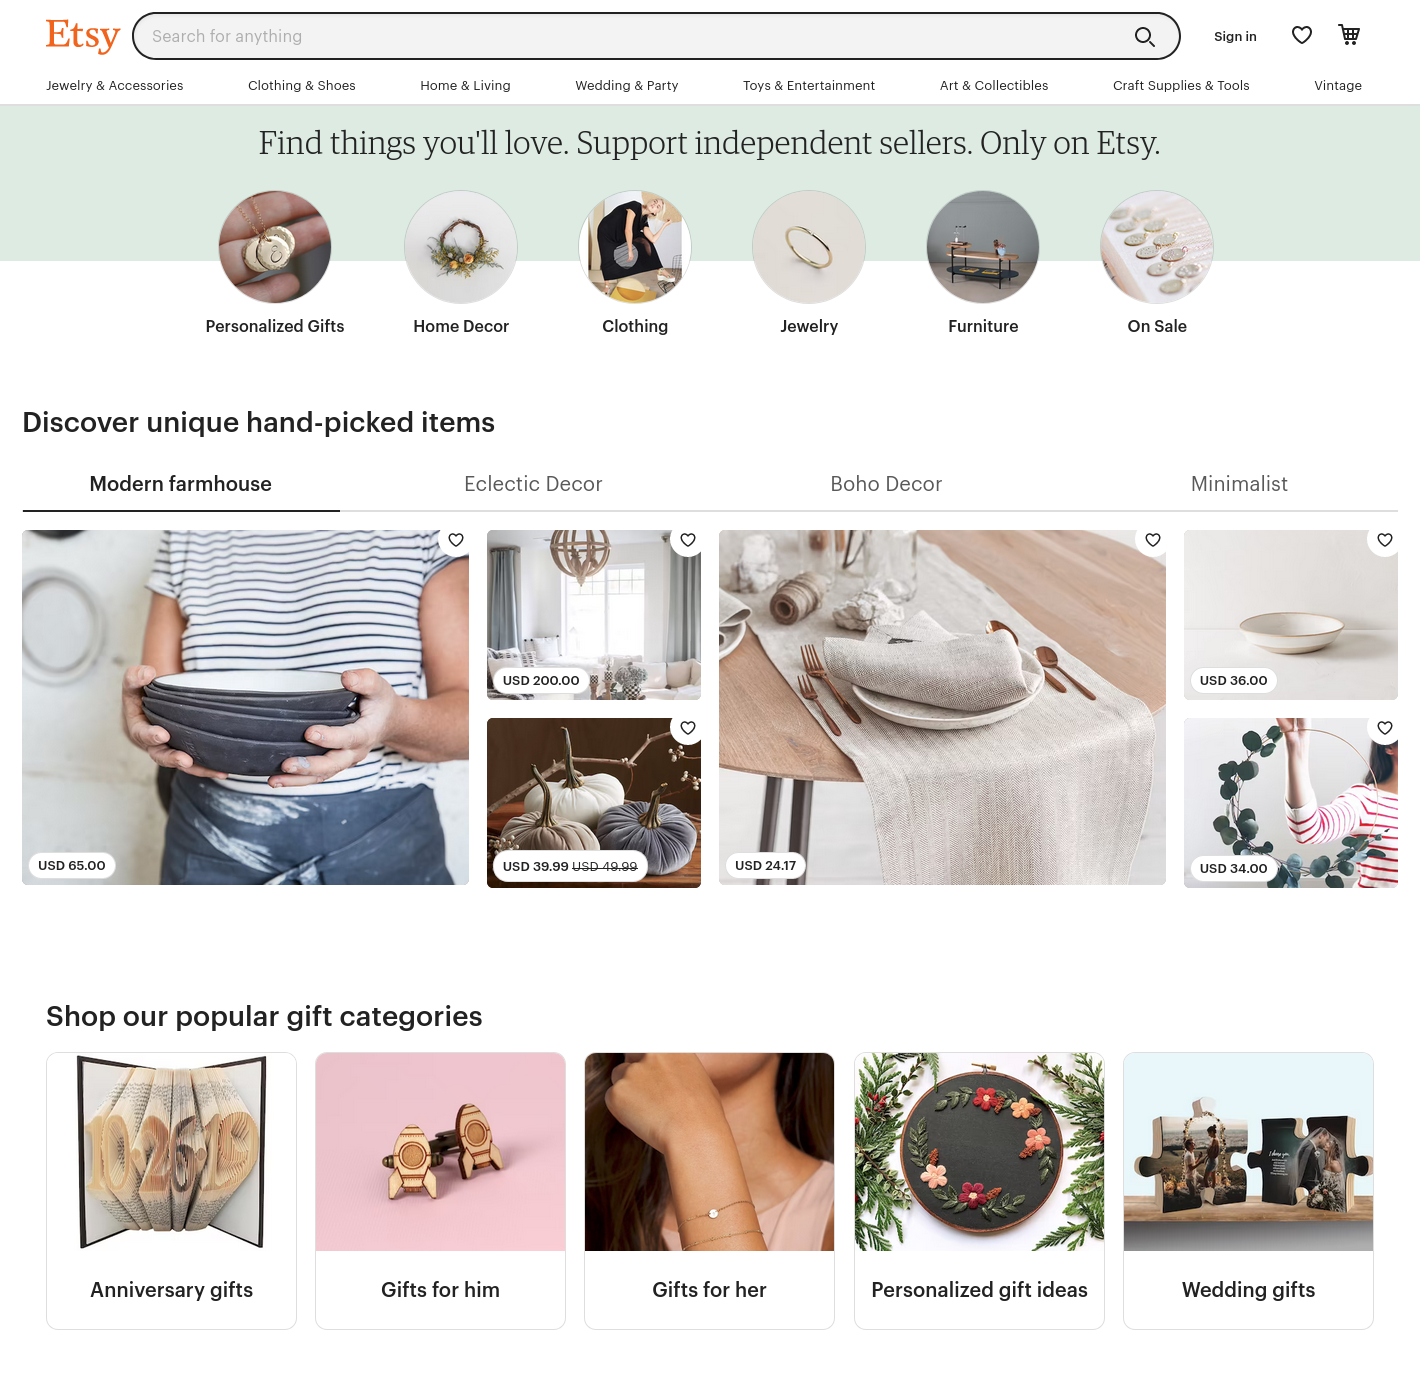 Etsy
Search for anything
Sign in
Jewelry & Accessories
Clothing & Shoes
Home & Living
Wedding & Party
Toys & Entertainment
Art & Collectibles
Craft Supplies & Tools
Vintage
Find things you'll love. Support independent sellers. Only on Etsy.
Personalized Gifts
Home Decor
Clothing
Jewelry
Furniture
On Sale
Discover unique hand-picked items
Modern farmhouse
Eclectic Decor
Boho Decor
Minimalist
USD 65.00
USD 200.00
USD 39.99 USD 49.99
USD 24.17
USD 36.00
USD 34.00
Shop our popular gift categories
10·26·13
Anniversary gifts
Gifts for him
Gifts for her
Personalized gift ideas
Wedding gifts